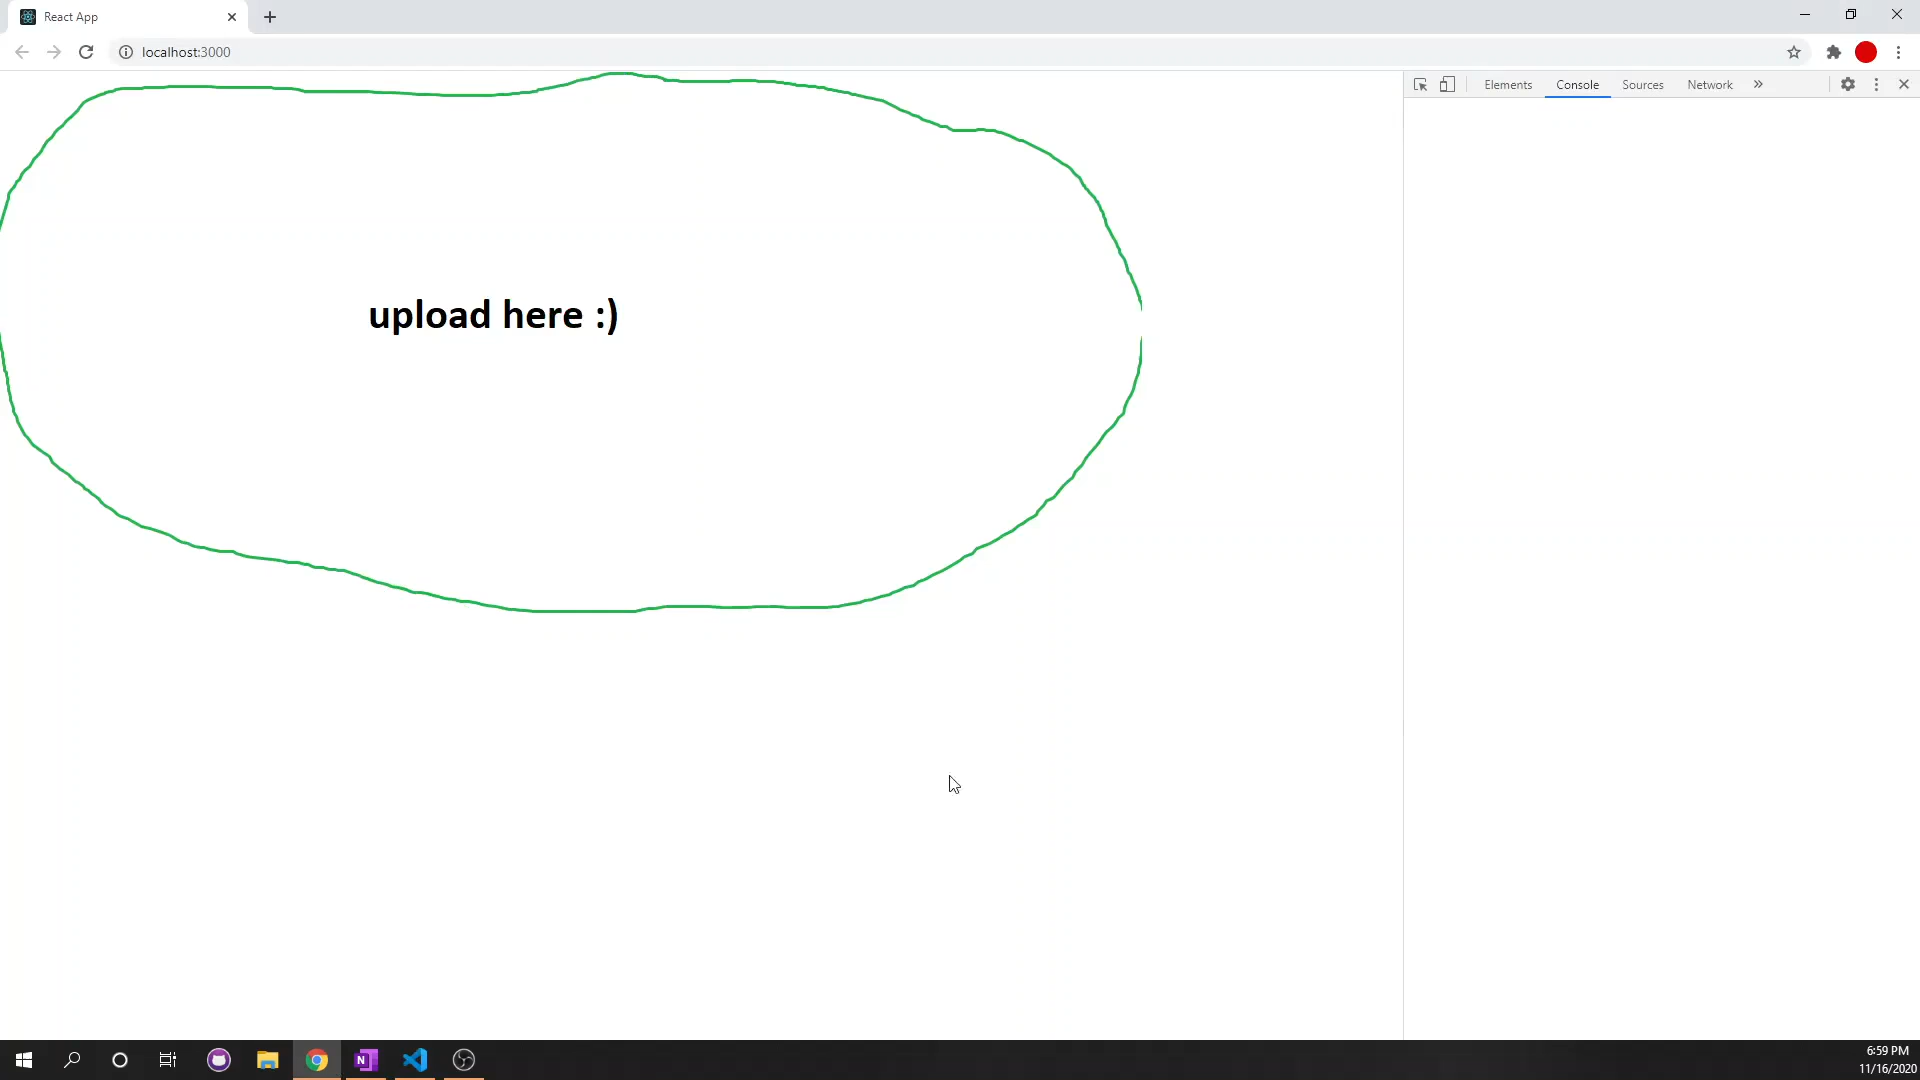 React App
localhost:3000
Elements Console Sources Network
upload here :)
6:59 PM
11/16/2020